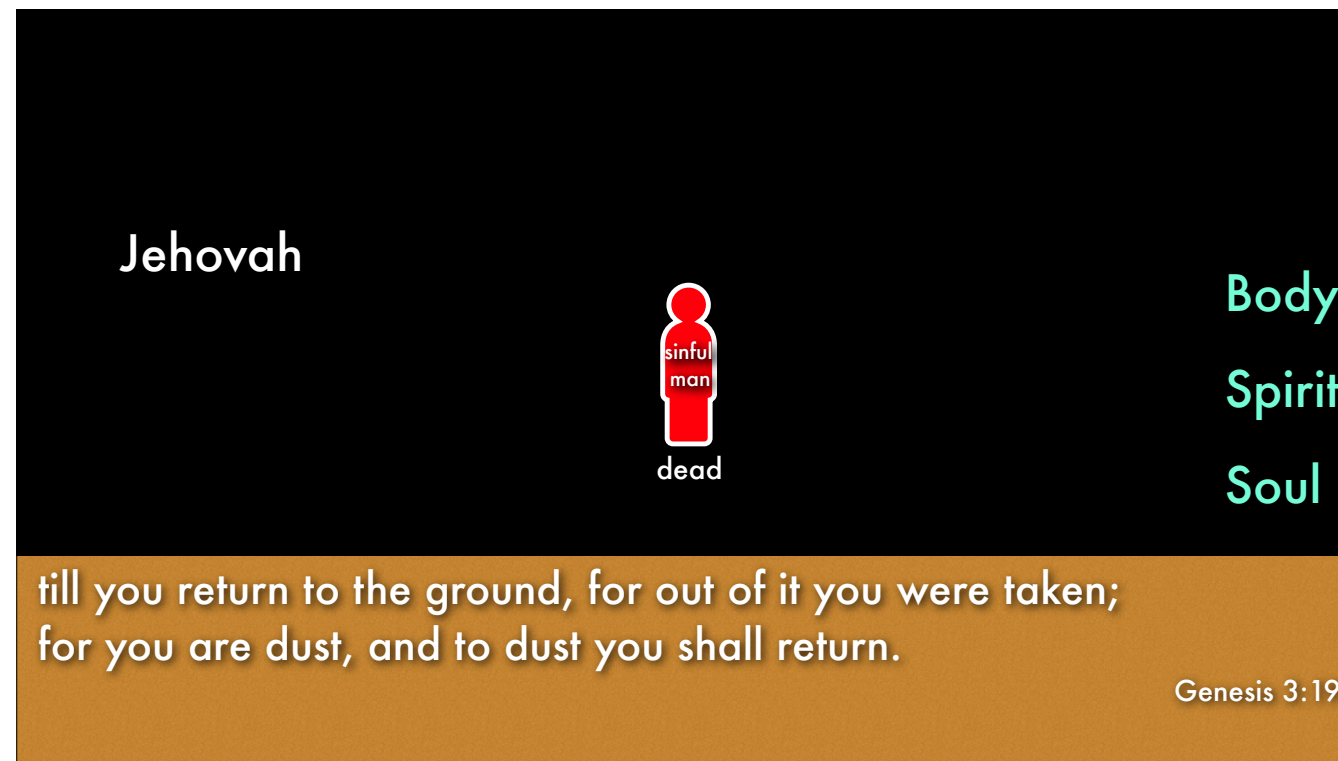 Jehovah
sinful
man
dead
Body
Spirit
Soul
till you return to the ground, for out of it you were taken;
for you are dust, and to dust you shall return.
Genesis 3:19